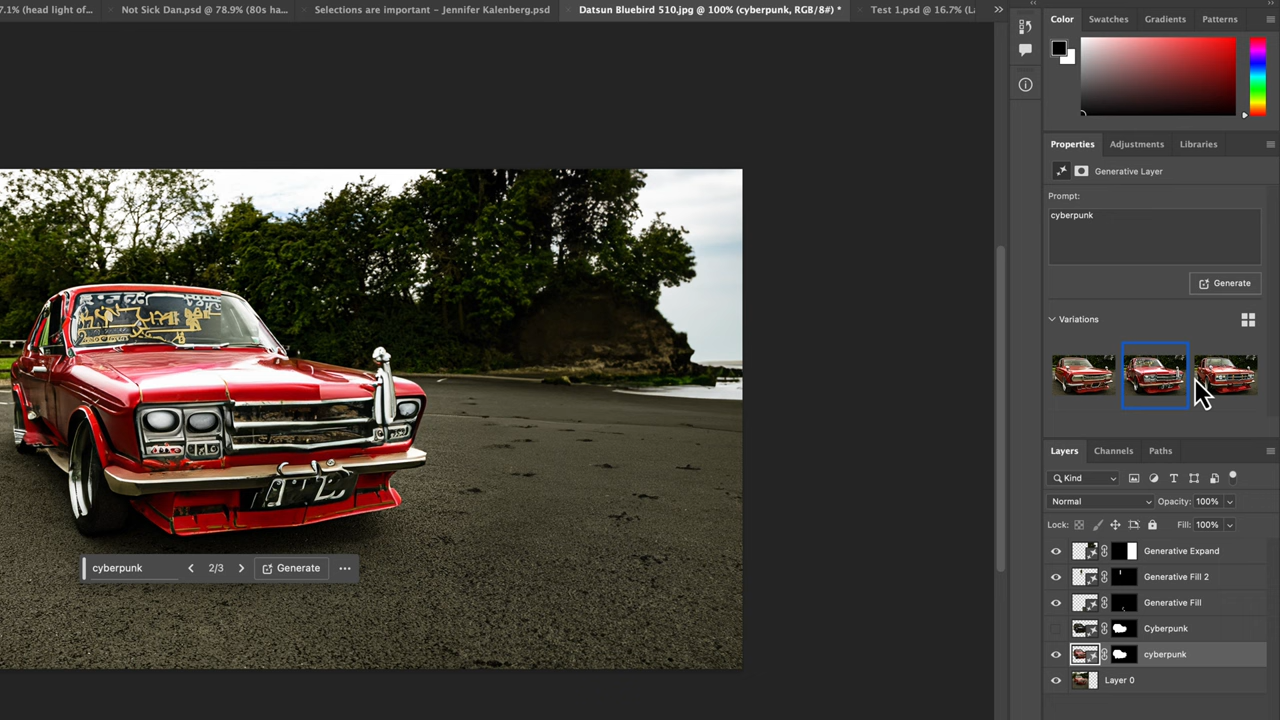 7.1% (head light of...
Not Sick Dan.psd @ 78.9% (80s ha...
Selections are important – Jennifer Kalenberg.psd
Datsun Bluebird 510.jpg @ 100% (cyberpunk, RGB/8#) *
Test 1.psd @ 16.7% (La
Color
Swatches
Gradients
Patterns
Properties
Adjustments
Libraries
Generative Layer
Prompt:
cyberpunk
Generate
Variations
cyberpunk
2/3
Generate
Layers
Channels
Paths
Kind
Normal
Opacity: 100%
Lock:
Fill: 100%
Generative Expand
Generative Fill 2
Generative Fill
Cyberpunk
cyberpunk
Layer 0